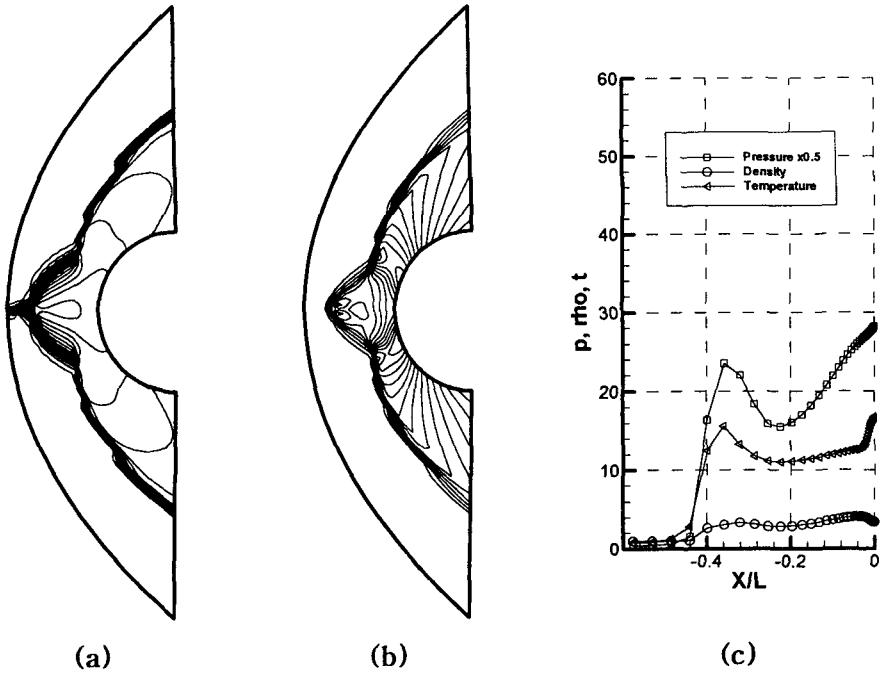 60
50
40
30
20
10
0
p, rho, t
Pressure x0.5
Density
Temperature
-0.4
-0.2
0
X/L
(a)
(b)
(c)